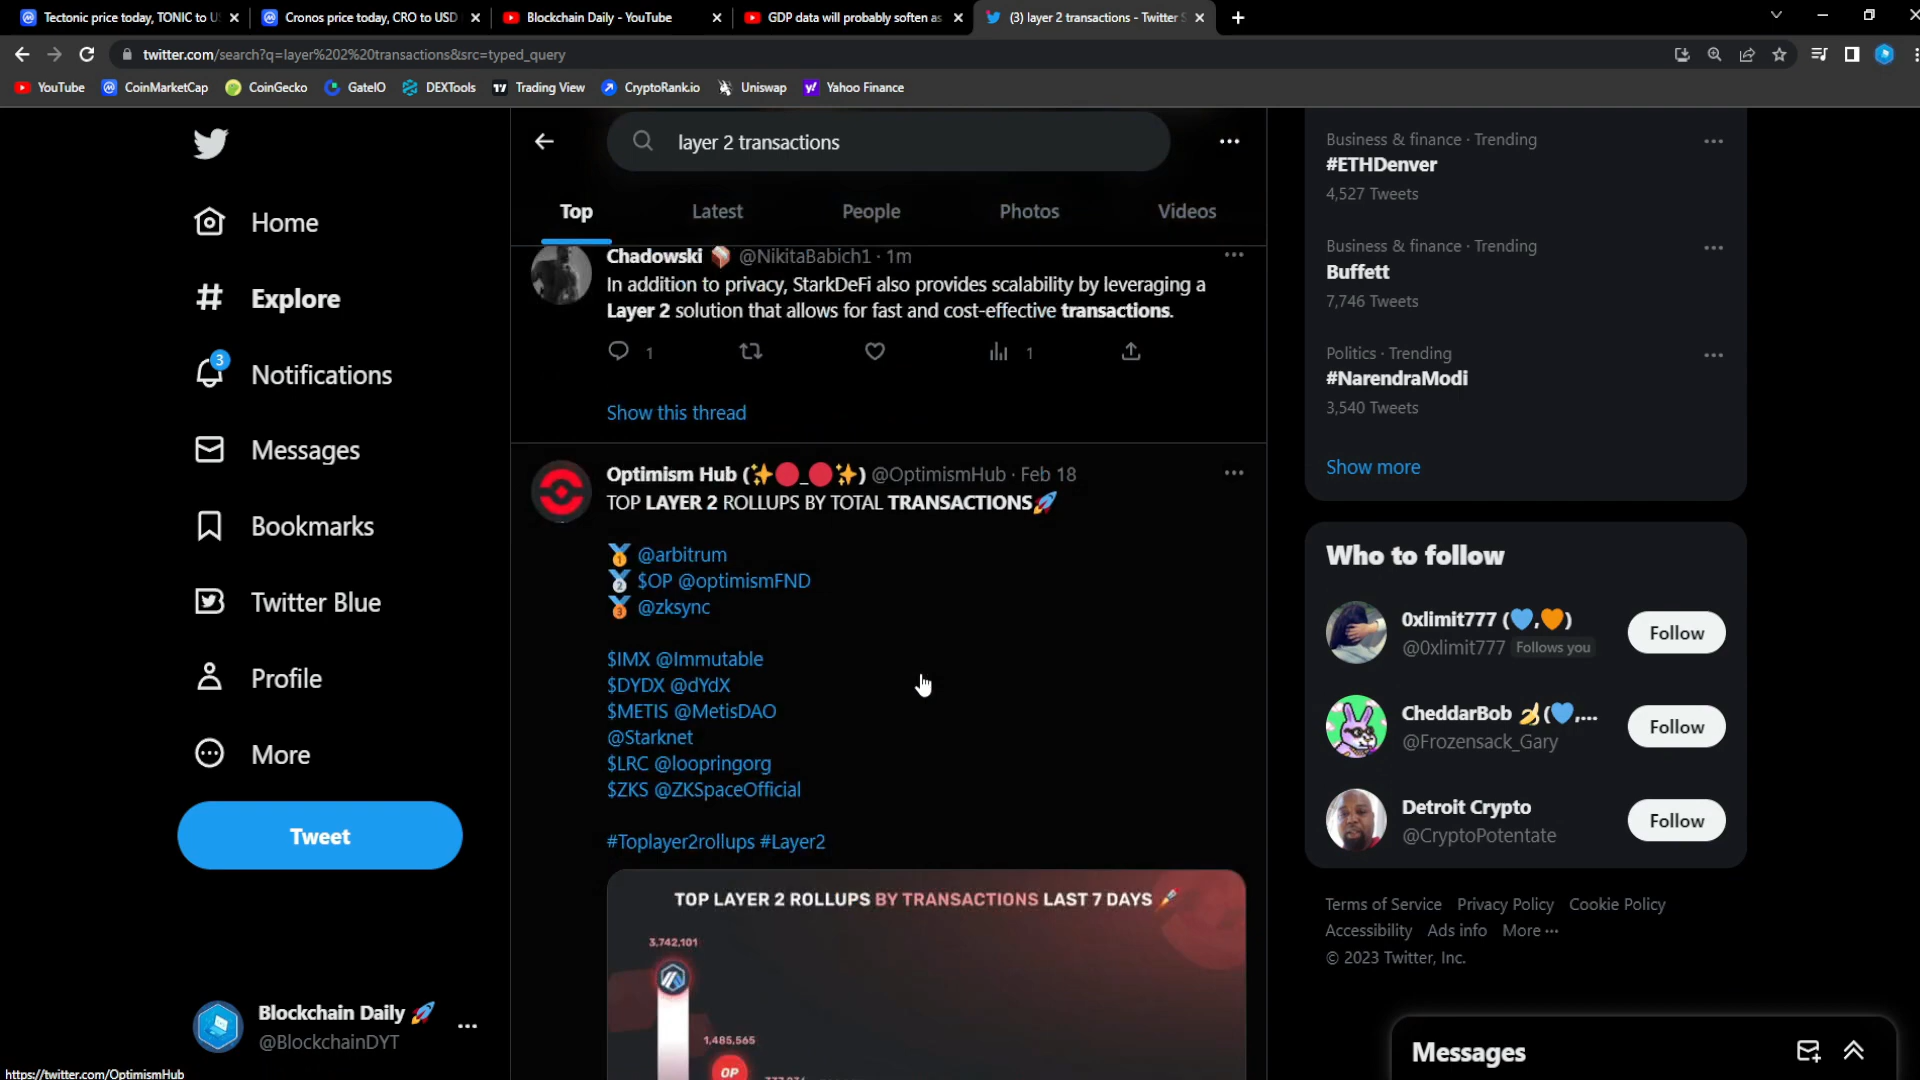 Tectonic price today, TONIC to U
Cronos price today, CRO to USD
Blockchain Daily - YouTube
GDP data will probably soften as
(3) layer 2 transactions - Twitter S
twitter.com/search?q=layer%202%20transactions&src=typed_query
YouTube
CoinMarketCap
CoinGecko
GateIO
DEXTools
Trading View
CryptoRank.io
Uniswap
Yahoo Finance
Home
Explore
3
Notifications
Messages
Bookmarks
Twitter Blue
Profile
More
Tweet
Blockchain Daily 🚀
@BlockchainDYT
https://twitter.com/OptimismHub
layer 2 transactions
Top
Latest
People
Photos
Videos
Chadowski @NikitaBabich1 · 1m
In addition to privacy, StarkDeFi also provides scalability by leveraging a
Layer 2 solution that allows for fast and cost-effective transactions.
1
1
Show this thread
Optimism Hub (✨🔴_🔴✨) @OptimismHub · Feb 18
TOP LAYER 2 ROLLUPS BY TOTAL TRANSACTIONS🚀
🥇 @arbitrum
🥈 $OP @optimismFND
🥉 @zksync
$IMX @Immutable
$DYDX @dYdX
$METIS @MetisDAO
@Starknet
$LRC @loopringorg
$ZKS @ZKSpaceOfficial
#Toplayer2rollups #Layer2
TOP LAYER 2 ROLLUPS BY TRANSACTIONS LAST 7 DAYS 🚀
3,742,101
1,485,565
OP
Business & finance · Trending
#ETHDenver
4,527 Tweets
Business & finance · Trending
Buffett
7,746 Tweets
Politics · Trending
#NarendraModi
3,540 Tweets
Show more
Who to follow
0xlimit777 (💙,🧡)
@0xlimit777 Follows you
Follow
CheddarBob 🍌(💙,...
@Frozensack_Gary
Follow
Detroit Crypto
@CryptoPotentate
Follow
Terms of Service Privacy Policy Cookie Policy
Accessibility Ads info More ···
© 2023 Twitter, Inc.
Messages